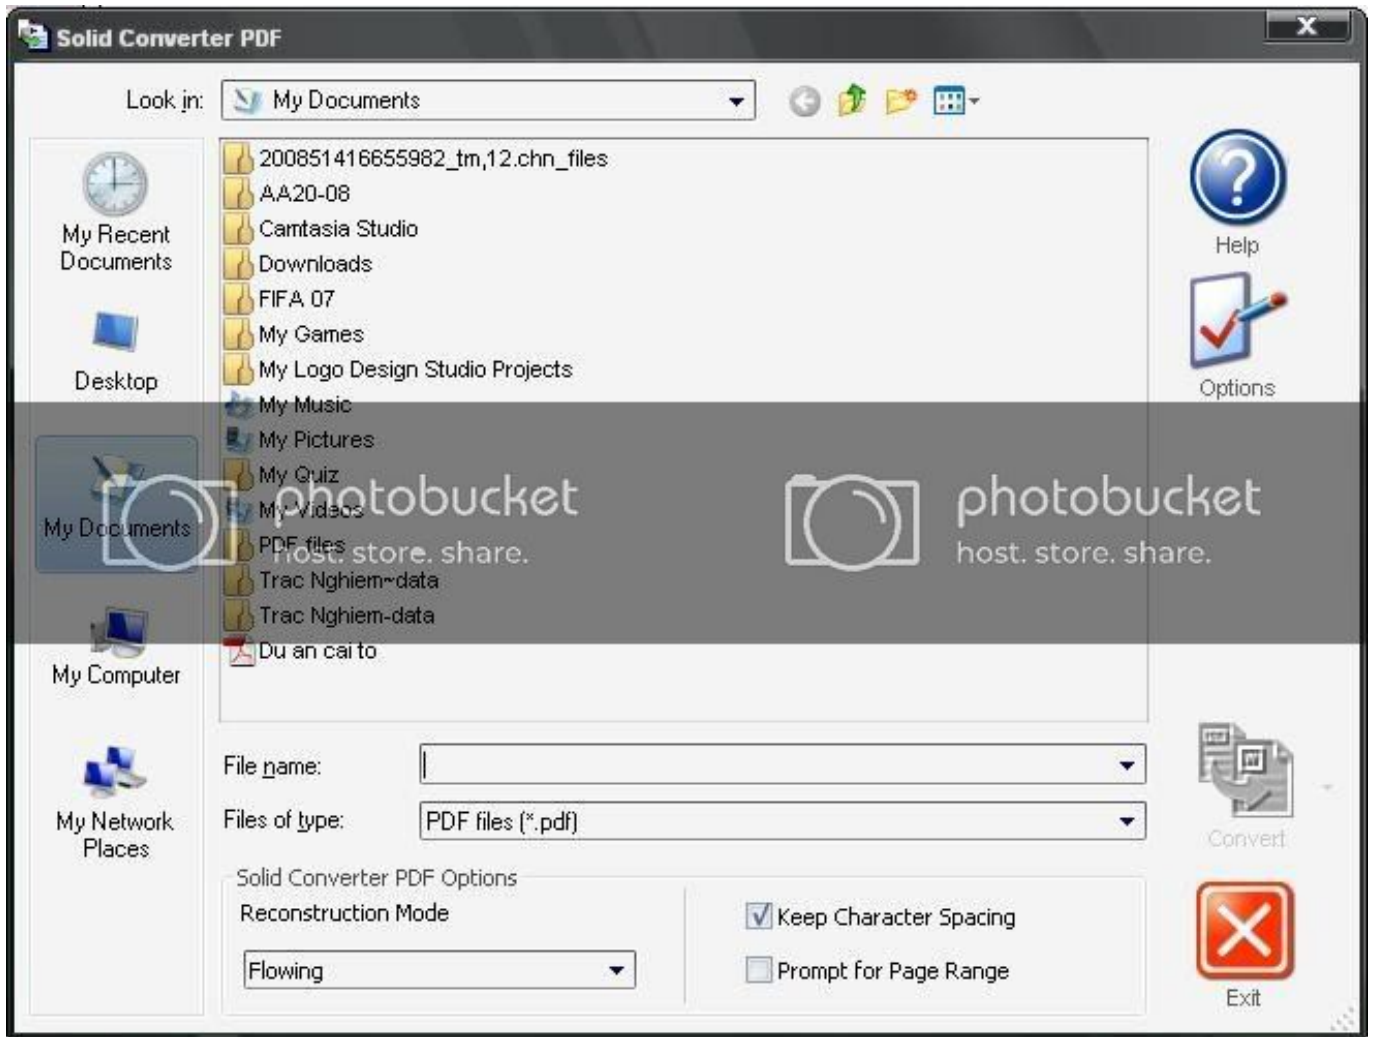 Solid Converter PDF
X
Look in:
My Documents
200851416655982_tm,12.chn_files
AA20-08
Camtasia Studio
Downloads
FIFA 07
My Games
My Logo Design Studio Projects
My Music
My Pictures
My Quiz
My Videos
PDF files
Trac Nghiem~data
Trac Nghiem-data
Du an cai to
My Recent
Documents
Desktop
My Documents
My Computer
My Network
Places
Help
Options
photobucket
host. store. share.
photobucket
host. store. share.
File name:
Files of type:
PDF files (*.pdf)
Convert
Solid Converter PDF Options
Reconstruction Mode
Flowing
Keep Character Spacing
Prompt for Page Range
Exit